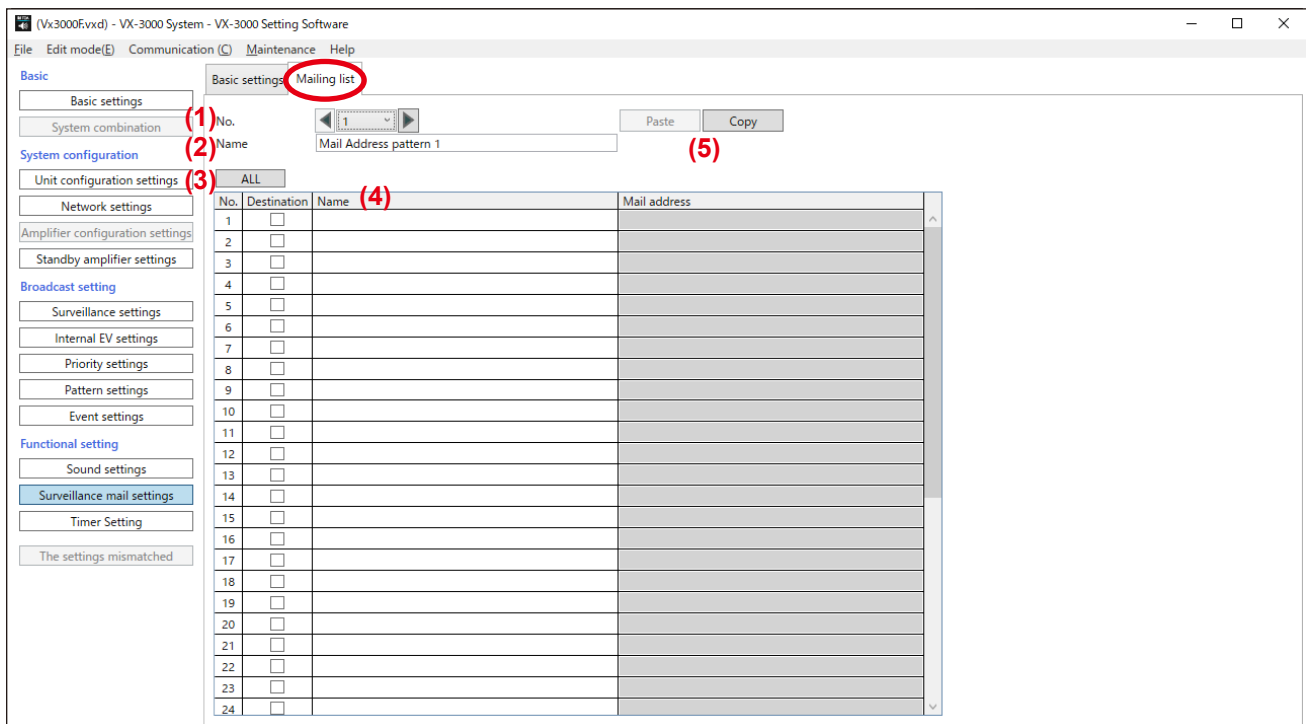 (Vx3000F.vxd) - VX-3000 System - VX-3000 Setting Software
File Edit mode(E) Communication (C) Maintenance Help
Basic
Basic settings
System combination
System configuration
Unit configuration settings
Network settings
Amplifier configuration settings
Standby amplifier settings
Broadcast setting
Surveillance settings
Internal EV settings
Priority settings
Pattern settings
Event settings
Functional setting
Sound settings
Surveillance mail settings
Timer Setting
The settings mismatched
Basic settings Mailing list
(1) No. 1 Paste Copy
(2) Name Mail Address pattern 1 (5)
(3) ALL
No. Destination Name (4) Mail address
1
2
3
4
5
6
7
8
9
10
11
12
13
14
15
16
17
18
19
20
21
22
23
24